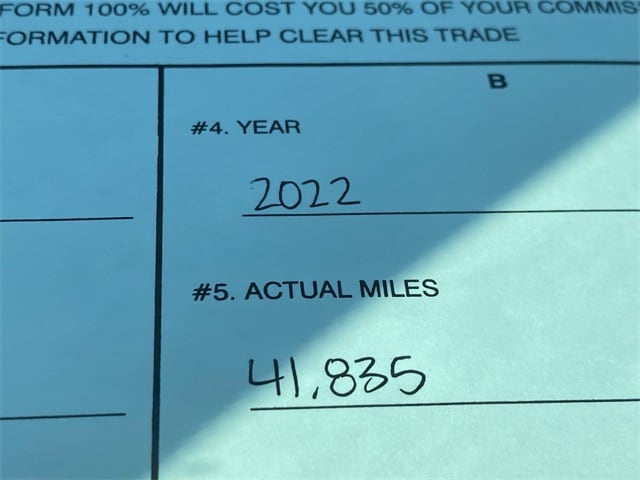 FORM 100% WILL COST YOU 50% OF YOUR
FORMATION TO HELP CLEAR THIS TRADE
B
#4. YEAR
2022
#5. ACTUAL MILES
41,835